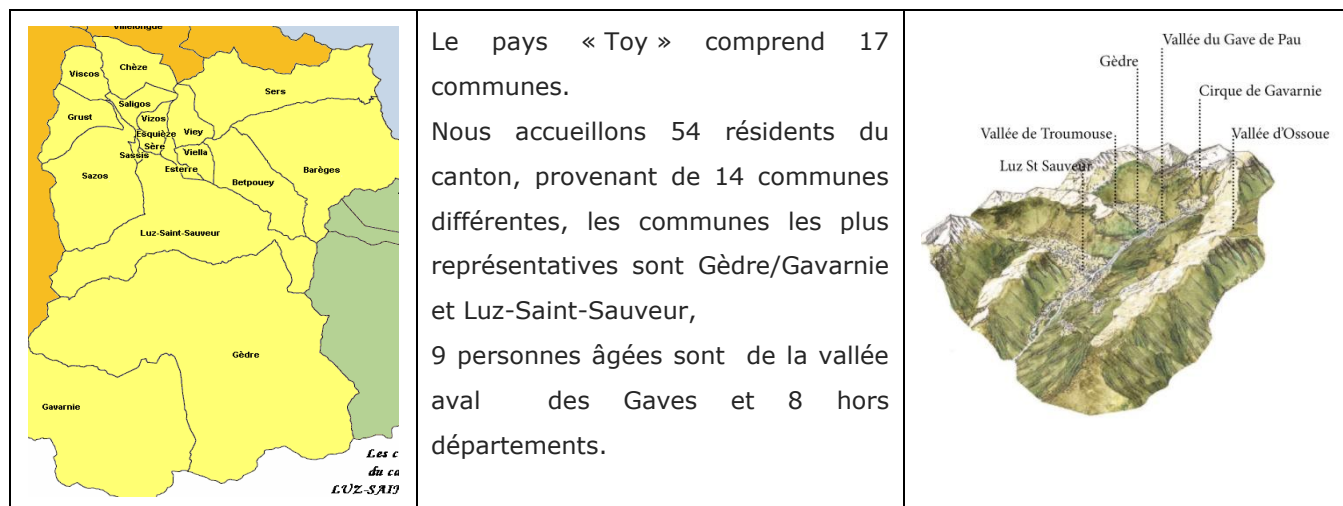 Villelongue
Chèze
Viscos
Sers
Saligos
Grust
Vizos
Viey
Esquièze
Sère
Sassis
Viella
Esterre
Sazos
Betpouey
Barèges
Luz-Saint-Sauveur
Gèdre
Gavarnie
Les c
du ca
LUZ-SAIN
Le pays « Toy » comprend 17
communes.
Nous accueillons 54 résidents du
canton, provenant de 14 communes
différentes, les communes les plus
représentatives sont Gèdre/Gavarnie
et Luz-Saint-Sauveur,
9 personnes âgées sont de la vallée
aval des Gaves et 8 hors
départements.
Vallée du Gave de Pau
Gèdre
Cirque de Gavarnie
Vallée de Troumouse
Vallée d'Ossoue
Luz St Sauveur